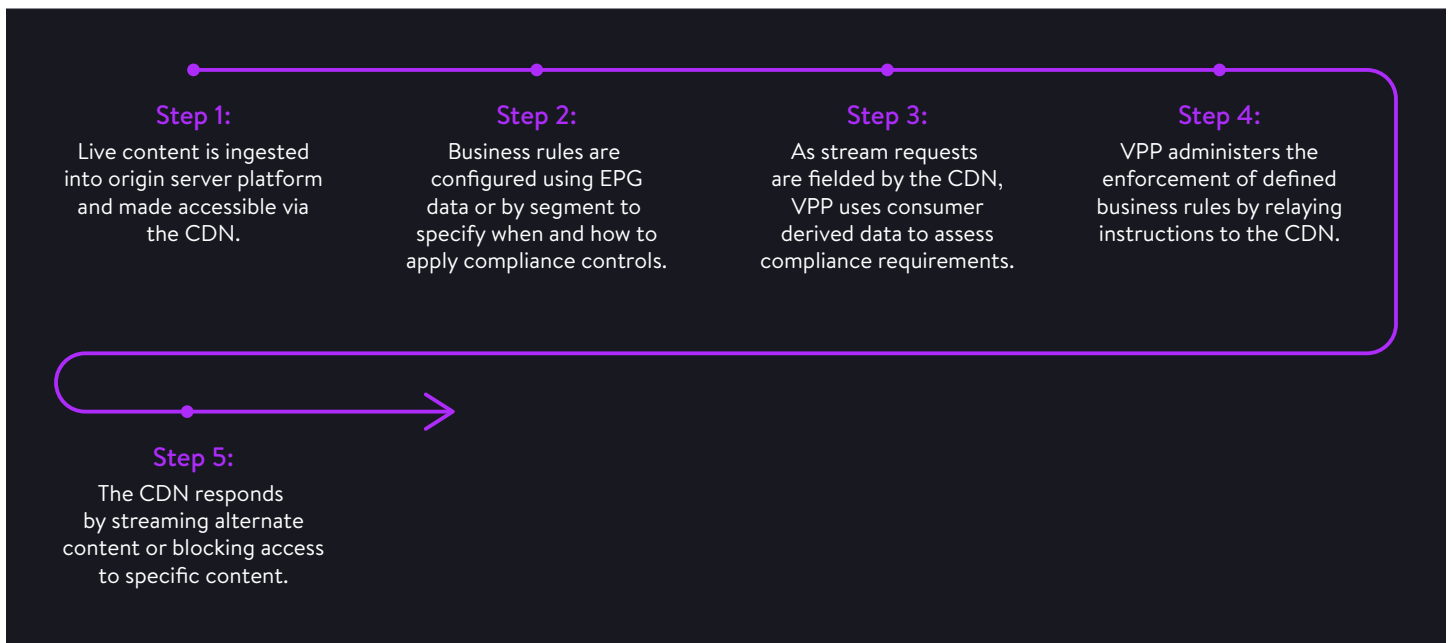 Step 1:
Live content is ingested
into origin server platform
and made accessible via
the CDN.
Step 2:
Business rules are
configured using EPG
data or by segment to
specify when and how to
apply compliance controls.
Step 3:
As stream requests
are fielded by the CDN,
VPP uses consumer
derived data to assess
compliance requirements.
Step 4:
VPP administers the
enforcement of defined
business rules by relaying
instructions to the CDN.
Step 5:
The CDN responds
by streaming alternate
content or blocking access
to specific content.